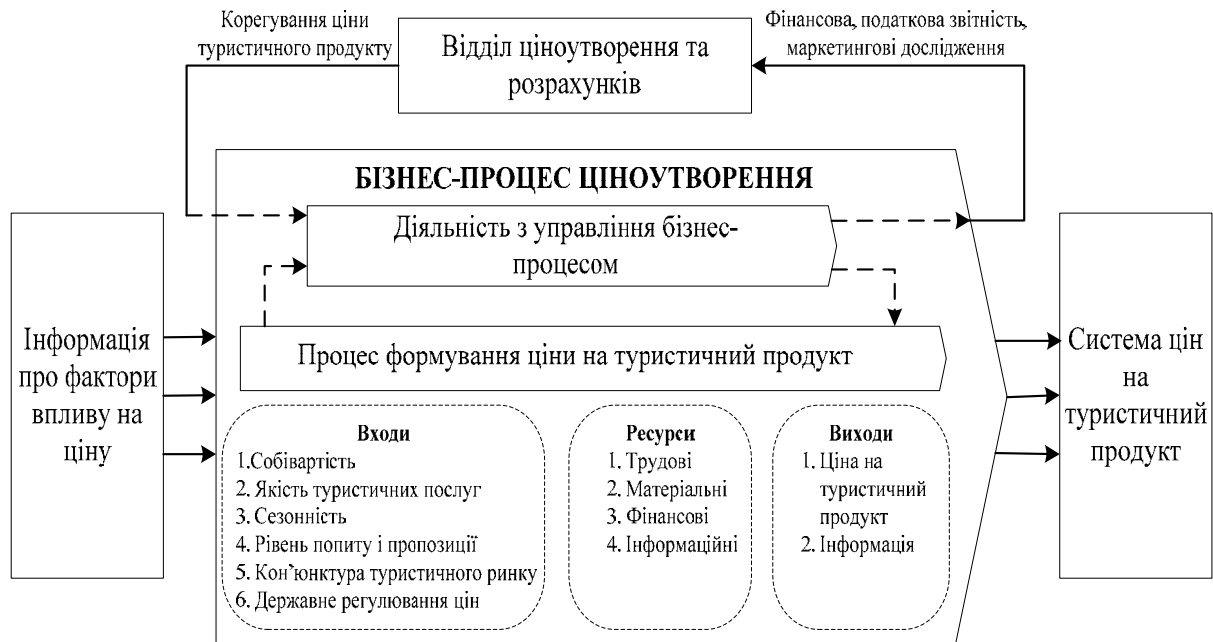 Корегування ціни
туристичного продукту
Відділ ціноутворення та
розрахунків
Фінансова, податкова звітність,
маркетингові дослідження
БІЗНЕС-ПРОЦЕС ЦІНОУТВОРЕННЯ
Діяльність з управління бізнес-
процесом
Інформація
про фактори
впливу на
ціну
Процес формування ціни на туристичний продукт
Входи
1.Собівартість
2. Якість туристичних послуг
3. Сезонність
4. Рівень попиту і пропозиції
5. Кон’юнктура туристичного ринку
6. Державне регулювання цін
Ресурси
1. Трудові
2. Матеріальні
3. Фінансові
4. Інформаційні
Виходи
1. Ціна на
туристичний
продукт
2. Інформація
Система цін
на
туристичний
продукт